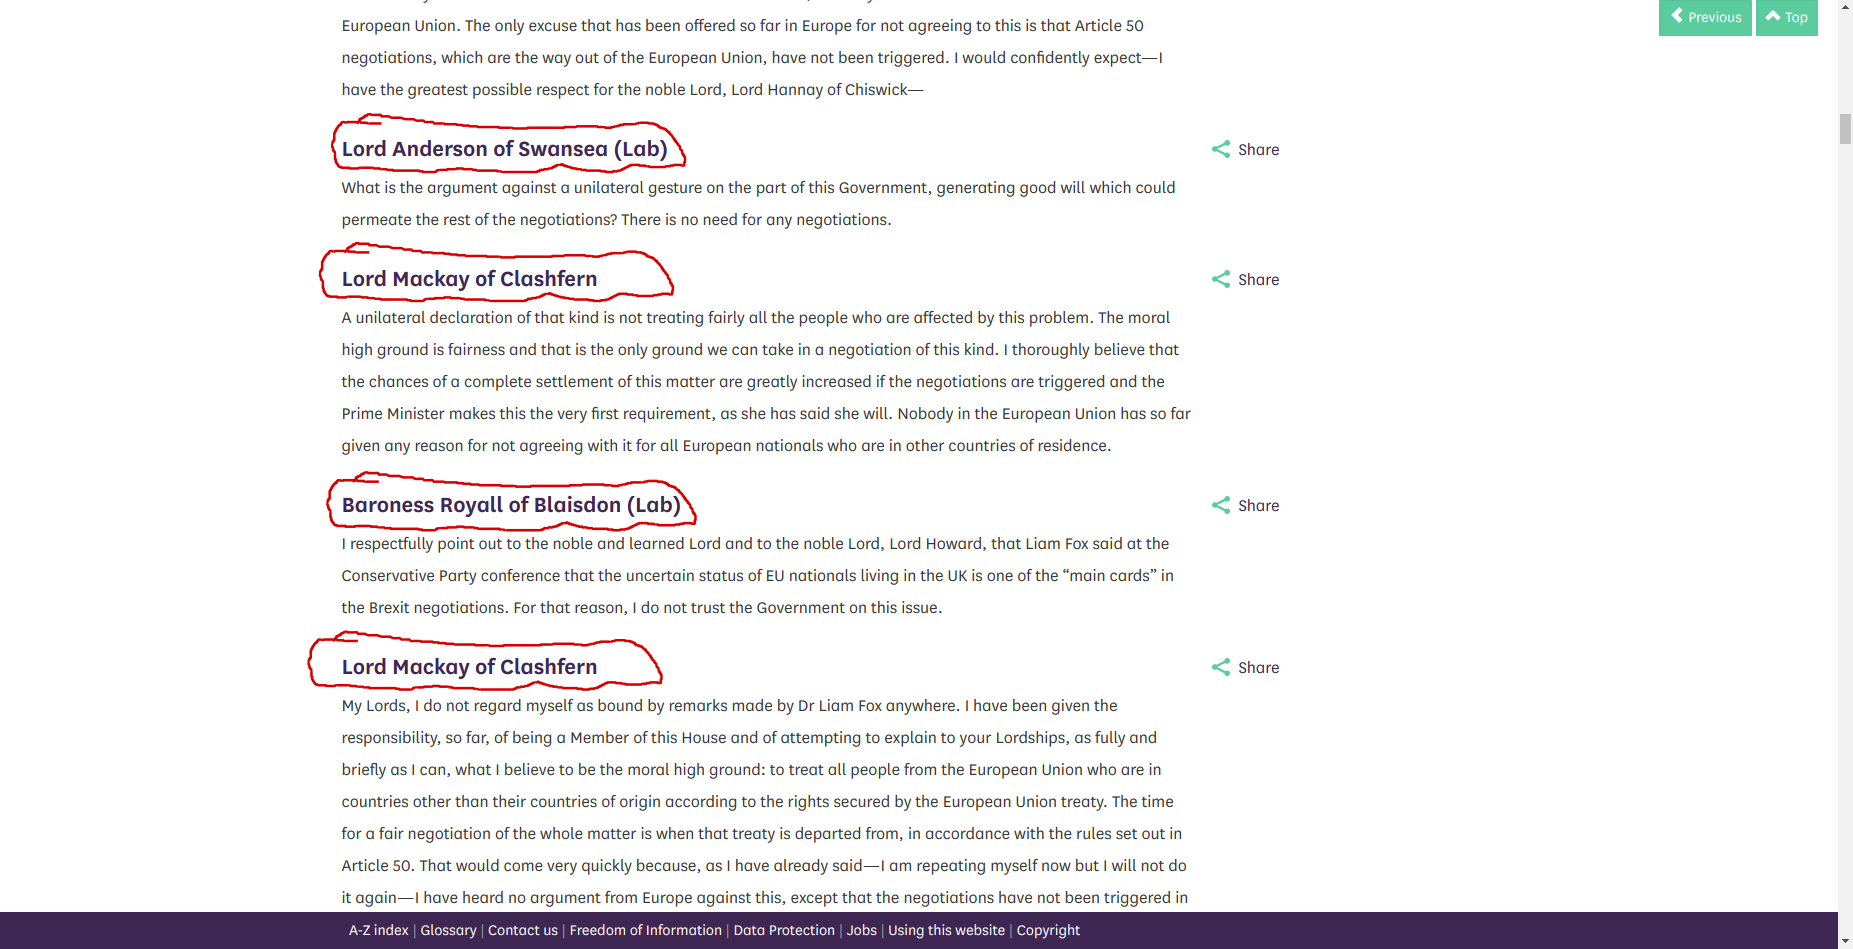 European Union. The only excuse that has been offered so far in Europe for not agreeing to this is that Article 50
negotiations, which are the way out of the European Union, have not been triggered. I would confidently expect—I
have the greatest possible respect for the noble Lord, Lord Hannay of Chiswick—
Previous
Top
Lord Anderson of Swansea (Lab)
Share
What is the argument against a unilateral gesture on the part of this Government, generating good will which could
permeate the rest of the negotiations? There is no need for any negotiations.
Lord Mackay of Clashfern
Share
A unilateral declaration of that kind is not treating fairly all the people who are affected by this problem. The moral
high ground is fairness and that is the only ground we can take in a negotiation of this kind. I thoroughly believe that
the chances of a complete settlement of this matter are greatly increased if the negotiations are triggered and the
Prime Minister makes this the very first requirement, as she has said she will. Nobody in the European Union has so far
given any reason for not agreeing with it for all European nationals who are in other countries of residence.
Baroness Royall of Blaisdon (Lab)
Share
I respectfully point out to the noble and learned Lord and to the noble Lord, Lord Howard, that Liam Fox said at the
Conservative Party conference that the uncertain status of EU nationals living in the UK is one of the “main cards” in
the Brexit negotiations. For that reason, I do not trust the Government on this issue.
Lord Mackay of Clashfern
Share
My Lords, I do not regard myself as bound by remarks made by Dr Liam Fox anywhere. I have been given the
responsibility, so far, of being a Member of this House and of attempting to explain to your Lordships, as fully and
briefly as I can, what I believe to be the moral high ground: to treat all people from the European Union who are in
countries other than their countries of origin according to the rights secured by the European Union treaty. The time
for a fair negotiation of the whole matter is when that treaty is departed from, in accordance with the rules set out in
Article 50. That would come very quickly because, as I have already said—I am repeating myself now but I will not do
it again—I have heard no argument from Europe against this, except that the negotiations have not been triggered in
A-Z index | Glossary | Contact us | Freedom of Information | Data Protection | Jobs | Using this website | Copyright